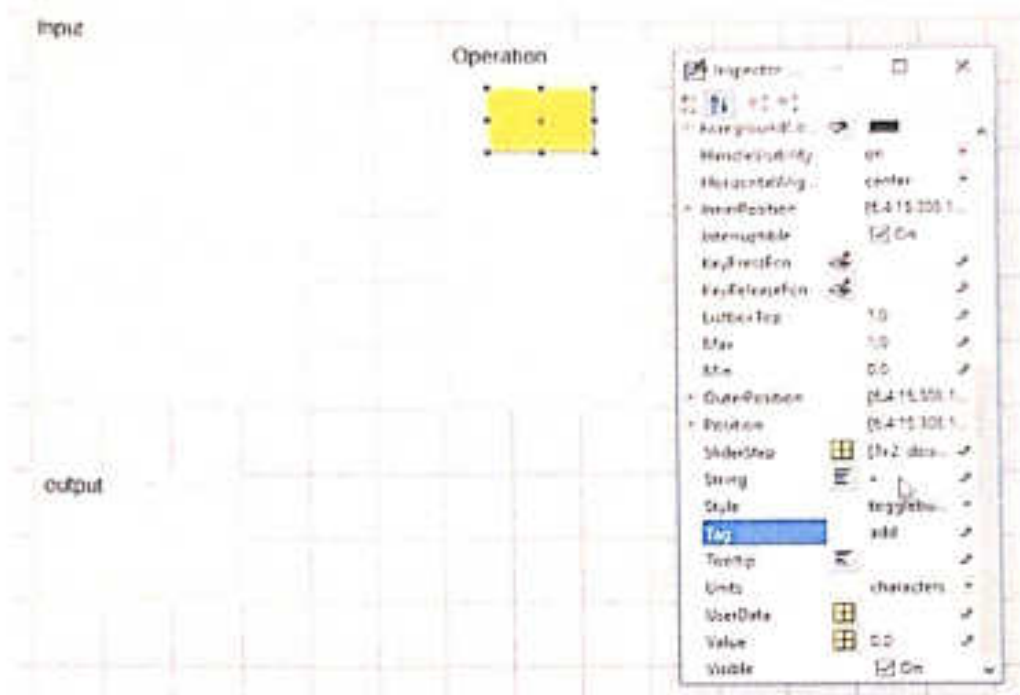 Input
Operation
Inspector
HandleVisibility on
center
InnerPosition
Interruptible On
KeyPressFcn
KeyReleaseFcn
ListboxTop 1.0
Max 1.0
Min 0.0
OuterPosition
Position
SliderStep
String +
output
Style togglebu...
Tag add
Tooltip
Units characters
UserData
Value 0.0
Visible On